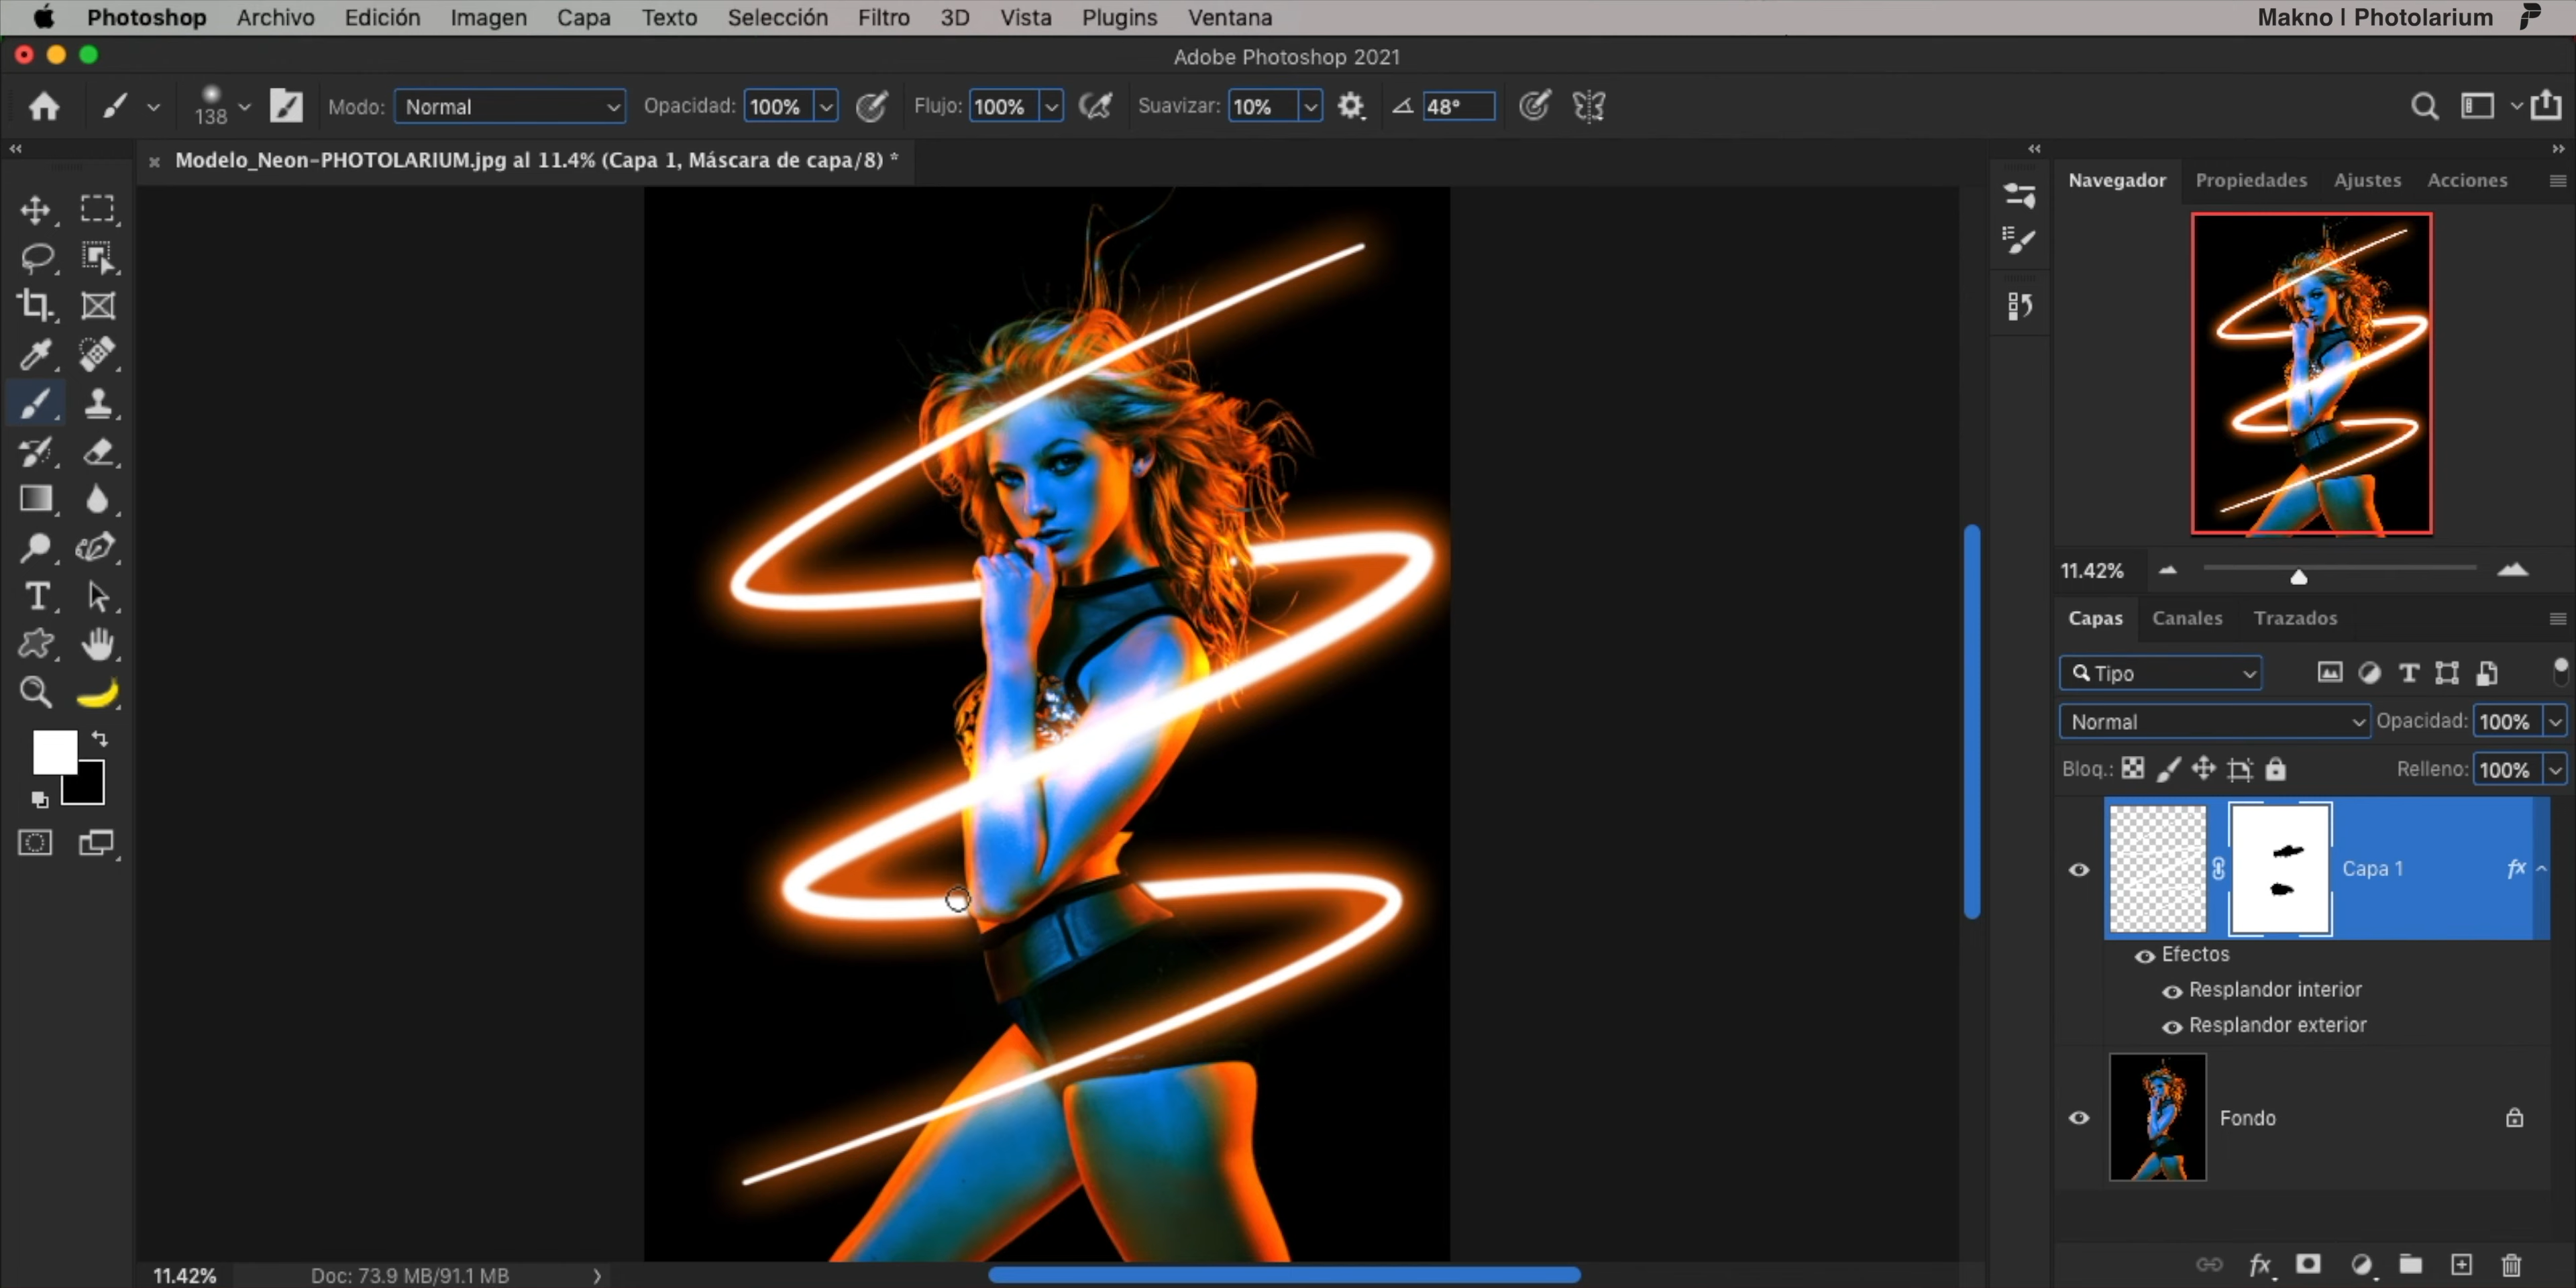 Photoshop Archivo Edición Imagen Capa Texto Selección Filtro 3D Vista Plugins Ventana Makno | Photolarium
Adobe Photoshop 2021
138 Modo: Normal Opacidad: 100% Flujo: 100% Suavizar: 10% 48°
Modelo_Neon-PHOTOLARIUM.jpg al 11.4% (Capa 1, Máscara de capa/8) *
Navegador Propiedades Ajustes Acciones
11.42%
Capas Canales Trazados
Tipo
Normal Opacidad: 100%
Bloq.: Relleno: 100%
Capa 1 fx
Efectos
Resplandor interior
Resplandor exterior
Fondo
11.42% Doc: 73.9 MB/91.1 MB
fx